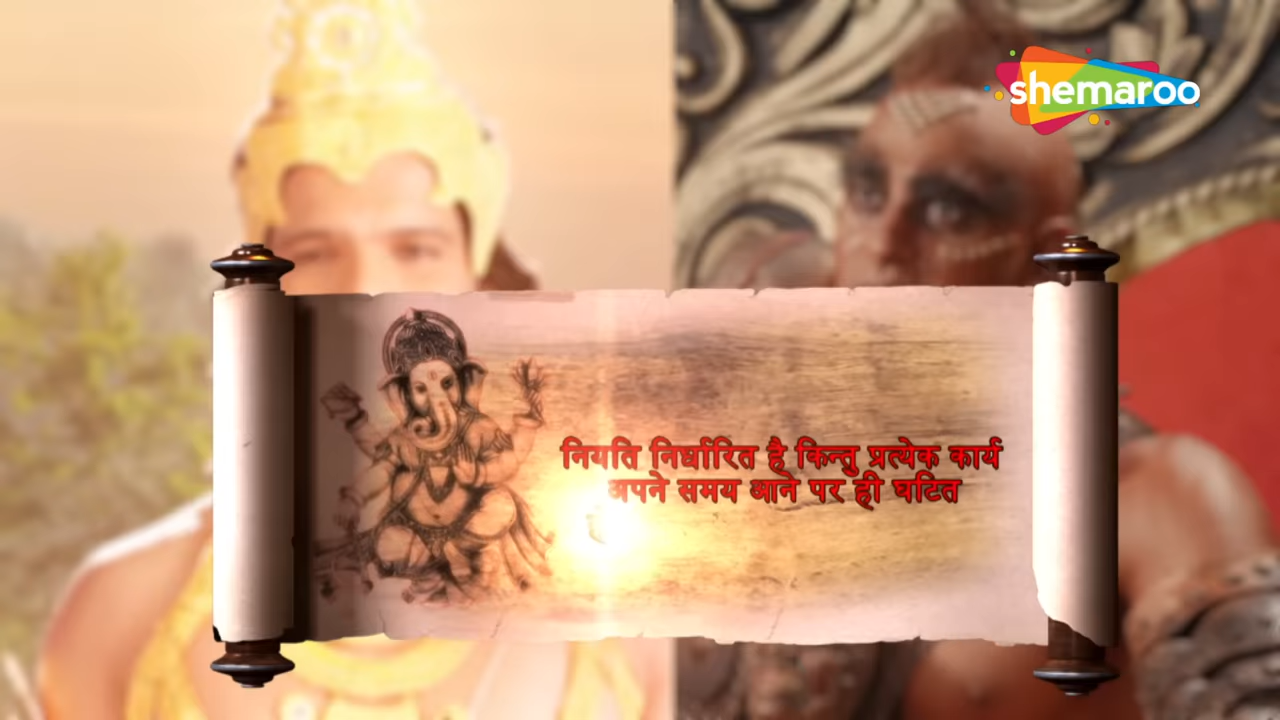 shemaroo
नियति निर्धारित है किन्तु प्रत्येक कार्य
अपने समय आने पर ही घटित